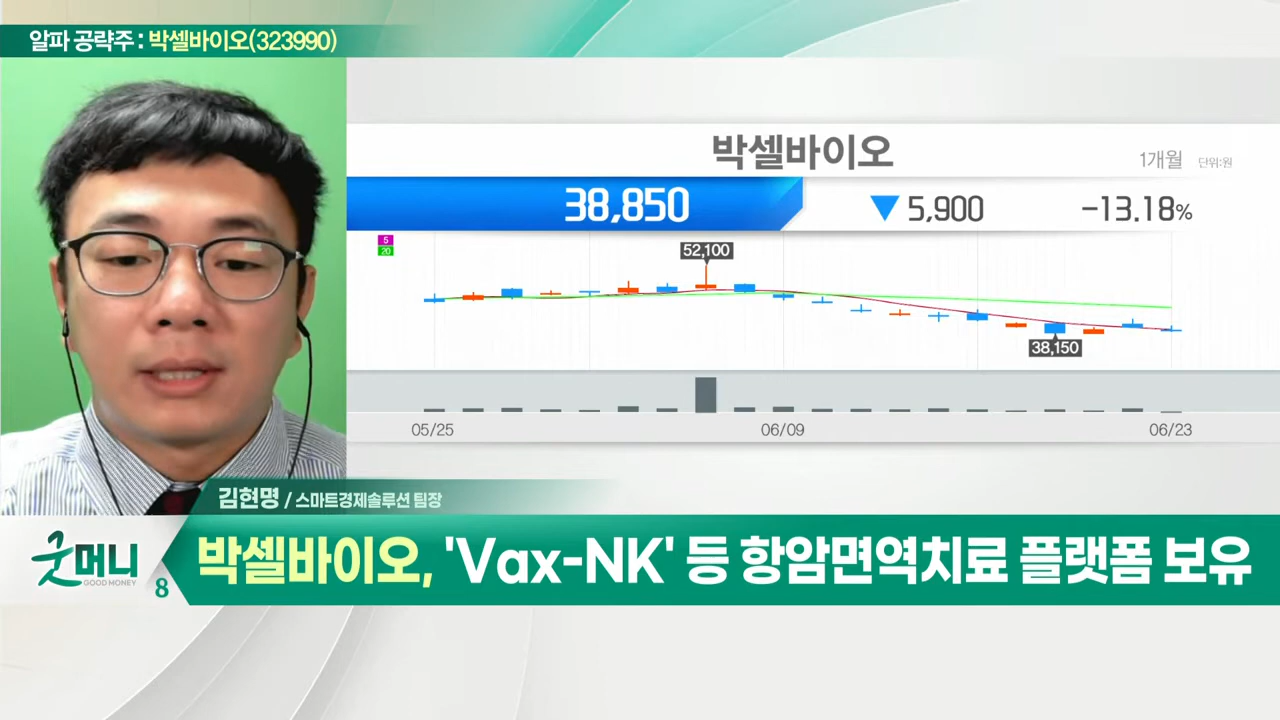 알파 공략주 : 박셀바이오(323990)
박셀바이오
1개월 단위:원
38,850 ▼ 5,900 -13.18%
5
20
52,100
38,150
05/25 06/09 06/23
김현명 / 스마트경제솔루션 팀장
굿머니
GOOD MONEY
8
박셀바이오, 'Vax-NK' 등 항암면역치료 플랫폼 보유